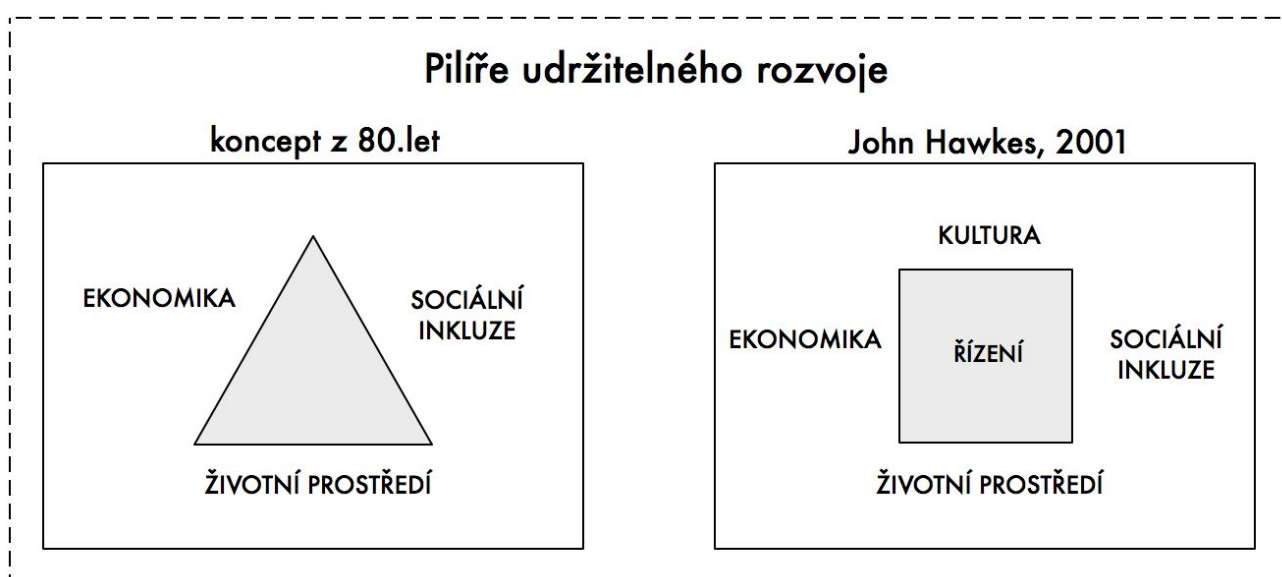 Pilíře udržitelného rozvoje
koncept z 80.let
EKONOMIKA
SOCIÁLNÍ
INKLUZE
ŽIVOTNÍ PROSTŘEDÍ
John Hawkes, 2001
KULTURA
EKONOMIKA
ŘÍZENÍ
SOCIÁLNÍ
INKLUZE
ŽIVOTNÍ PROSTŘEDÍ